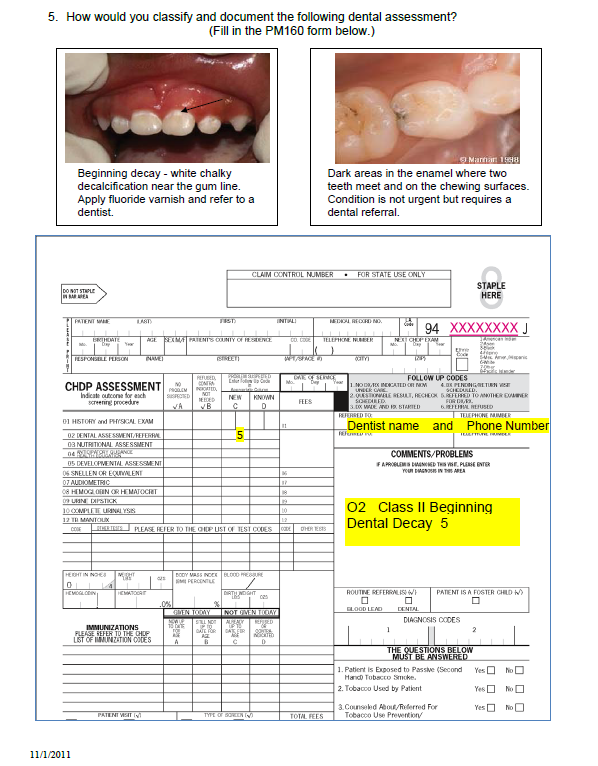 5. How would you classify and document the following dental assessment?
(Fill in the PM160 form below.)
© Manhart 1998
Beginning decay - white chalky
decalcification near the gum line.
Apply fluoride varnish and refer to a
dentist.
Dark areas in the enamel where two
teeth meet and on the chewing surfaces.
Condition is not urgent but requires a
dental referral.
CLAIM CONTROL NUMBER • FOR STATE USE ONLY
DO NOT STAPLE
IN BAR AREA
8
STAPLE
HERE
PLEASE PRINT
PATIENT NAME (LAST) (FIRST) (INITIAL) MEDICAL RECORD NO. LA Code 94 XXXXXXXX J
BIRTHDATE AGE SEX M/F PATIENT'S COUNTY OF RESIDENCE CO. CODE TELEPHONE NUMBER NEXT CHDP EXAM
Mo. Day Year ( ) Mo. Day Year
RESPONSIBLE PERSON (NAME) (STREET) (APT/SPACE #) (CITY) (ZIP)
Ethnic
Code
1-American Indian
2-Asian
3-Black
4-Filipino
5-Mex. Amer./Hispanic
6-White
7-Other
8-Pacific Islander
CHDP ASSESSMENT
Indicate outcome for each
screening procedure
NO
PROBLEM
SUSPECTED
√ A
REFUSED,
CONTRA-
INDICATED,
NOT
NEEDED
√ B
PROBLEM SUSPECTED
Enter Follow Up Code
In
Appropriate Column
NEW KNOWN
C D
DATE OF SERVICE
Mo. Day Year
FEES
FOLLOW UP CODES
1. NO DX/RX INDICATED OR NOW
UNDER CARE.
2. QUESTIONABLE RESULT, RECHECK
SCHEDULED.
3. DX MADE AND RX STARTED
4. DX PENDING/RETURN VISIT
SCHEDULED.
5. REFERRED TO ANOTHER EXAMINER
FOR DX/RX.
6. REFERRAL REFUSED
REFERRED TO: TELEPHONE NUMBER
Dentist name and Phone Number
REFERRED TO: TELEPHONE NUMBER
01 HISTORY and PHYSICAL EXAM 01
02 DENTAL ASSESSMENT/REFERRAL 5
03 NUTRITIONAL ASSESSMENT
04 ANTICIPATORY GUIDANCE
HEALTH EDUCATION
05 DEVELOPMENTAL ASSESSMENT
06 SNELLEN OR EQUIVALENT 06
07 AUDIOMETRIC 07
08 HEMOGLOBIN OR HEMATOCRIT 08
09 URINE DIPSTICK 09
10 COMPLETE URINALYSIS 10
12 TB MANTOUX 12
CODE OTHER TESTS PLEASE REFER TO THE CHDP LIST OF TEST CODES CODE OTHER TESTS
COMMENTS/PROBLEMS
IF A PROBLEM IS DIAGNOSED THIS VISIT, PLEASE ENTER
YOUR DIAGNOSIS IN THIS AREA
O2 Class II Beginning
Dental Decay 5
HEIGHT IN INCHES WEIGHT LBS OZS BODY MASS INDEX (BMI) PERCENTILE BLOOD PRESSURE
HEMOGLOBIN HEMATOCRIT .0% % BIRTH WEIGHT LBS OZS
ROUTINE REFERRAL(S) (√) PATIENT IS A FOSTER CHILD (√)
BLOOD LEAD DENTAL
DIAGNOSIS CODES
1 2
IMMUNIZATIONS
PLEASE REFER TO THE CHDP
LIST OF IMMUNIZATION CODES
GIVEN TODAY NOT GIVEN TODAY
NOW UP
TO DATE
FOR
AGE
A
STILL NOT
UP TO
DATE FOR
AGE
B
ALREADY
UP TO
DATE FOR
AGE
C
REFUSED
OR
CONTRA-
INDICATED
D
THE QUESTIONS BELOW
MUST BE ANSWERED
1. Patient is Exposed to Passive (Second
Hand) Tobacco Smoke. Yes No
2. Tobacco Used by Patient Yes No
3. Counseled About/Referred For
Tobacco Use Prevention/ Yes No
PATIENT VISIT (√) TYPE OF SCREEN (√) TOTAL FEES
11/1/2011